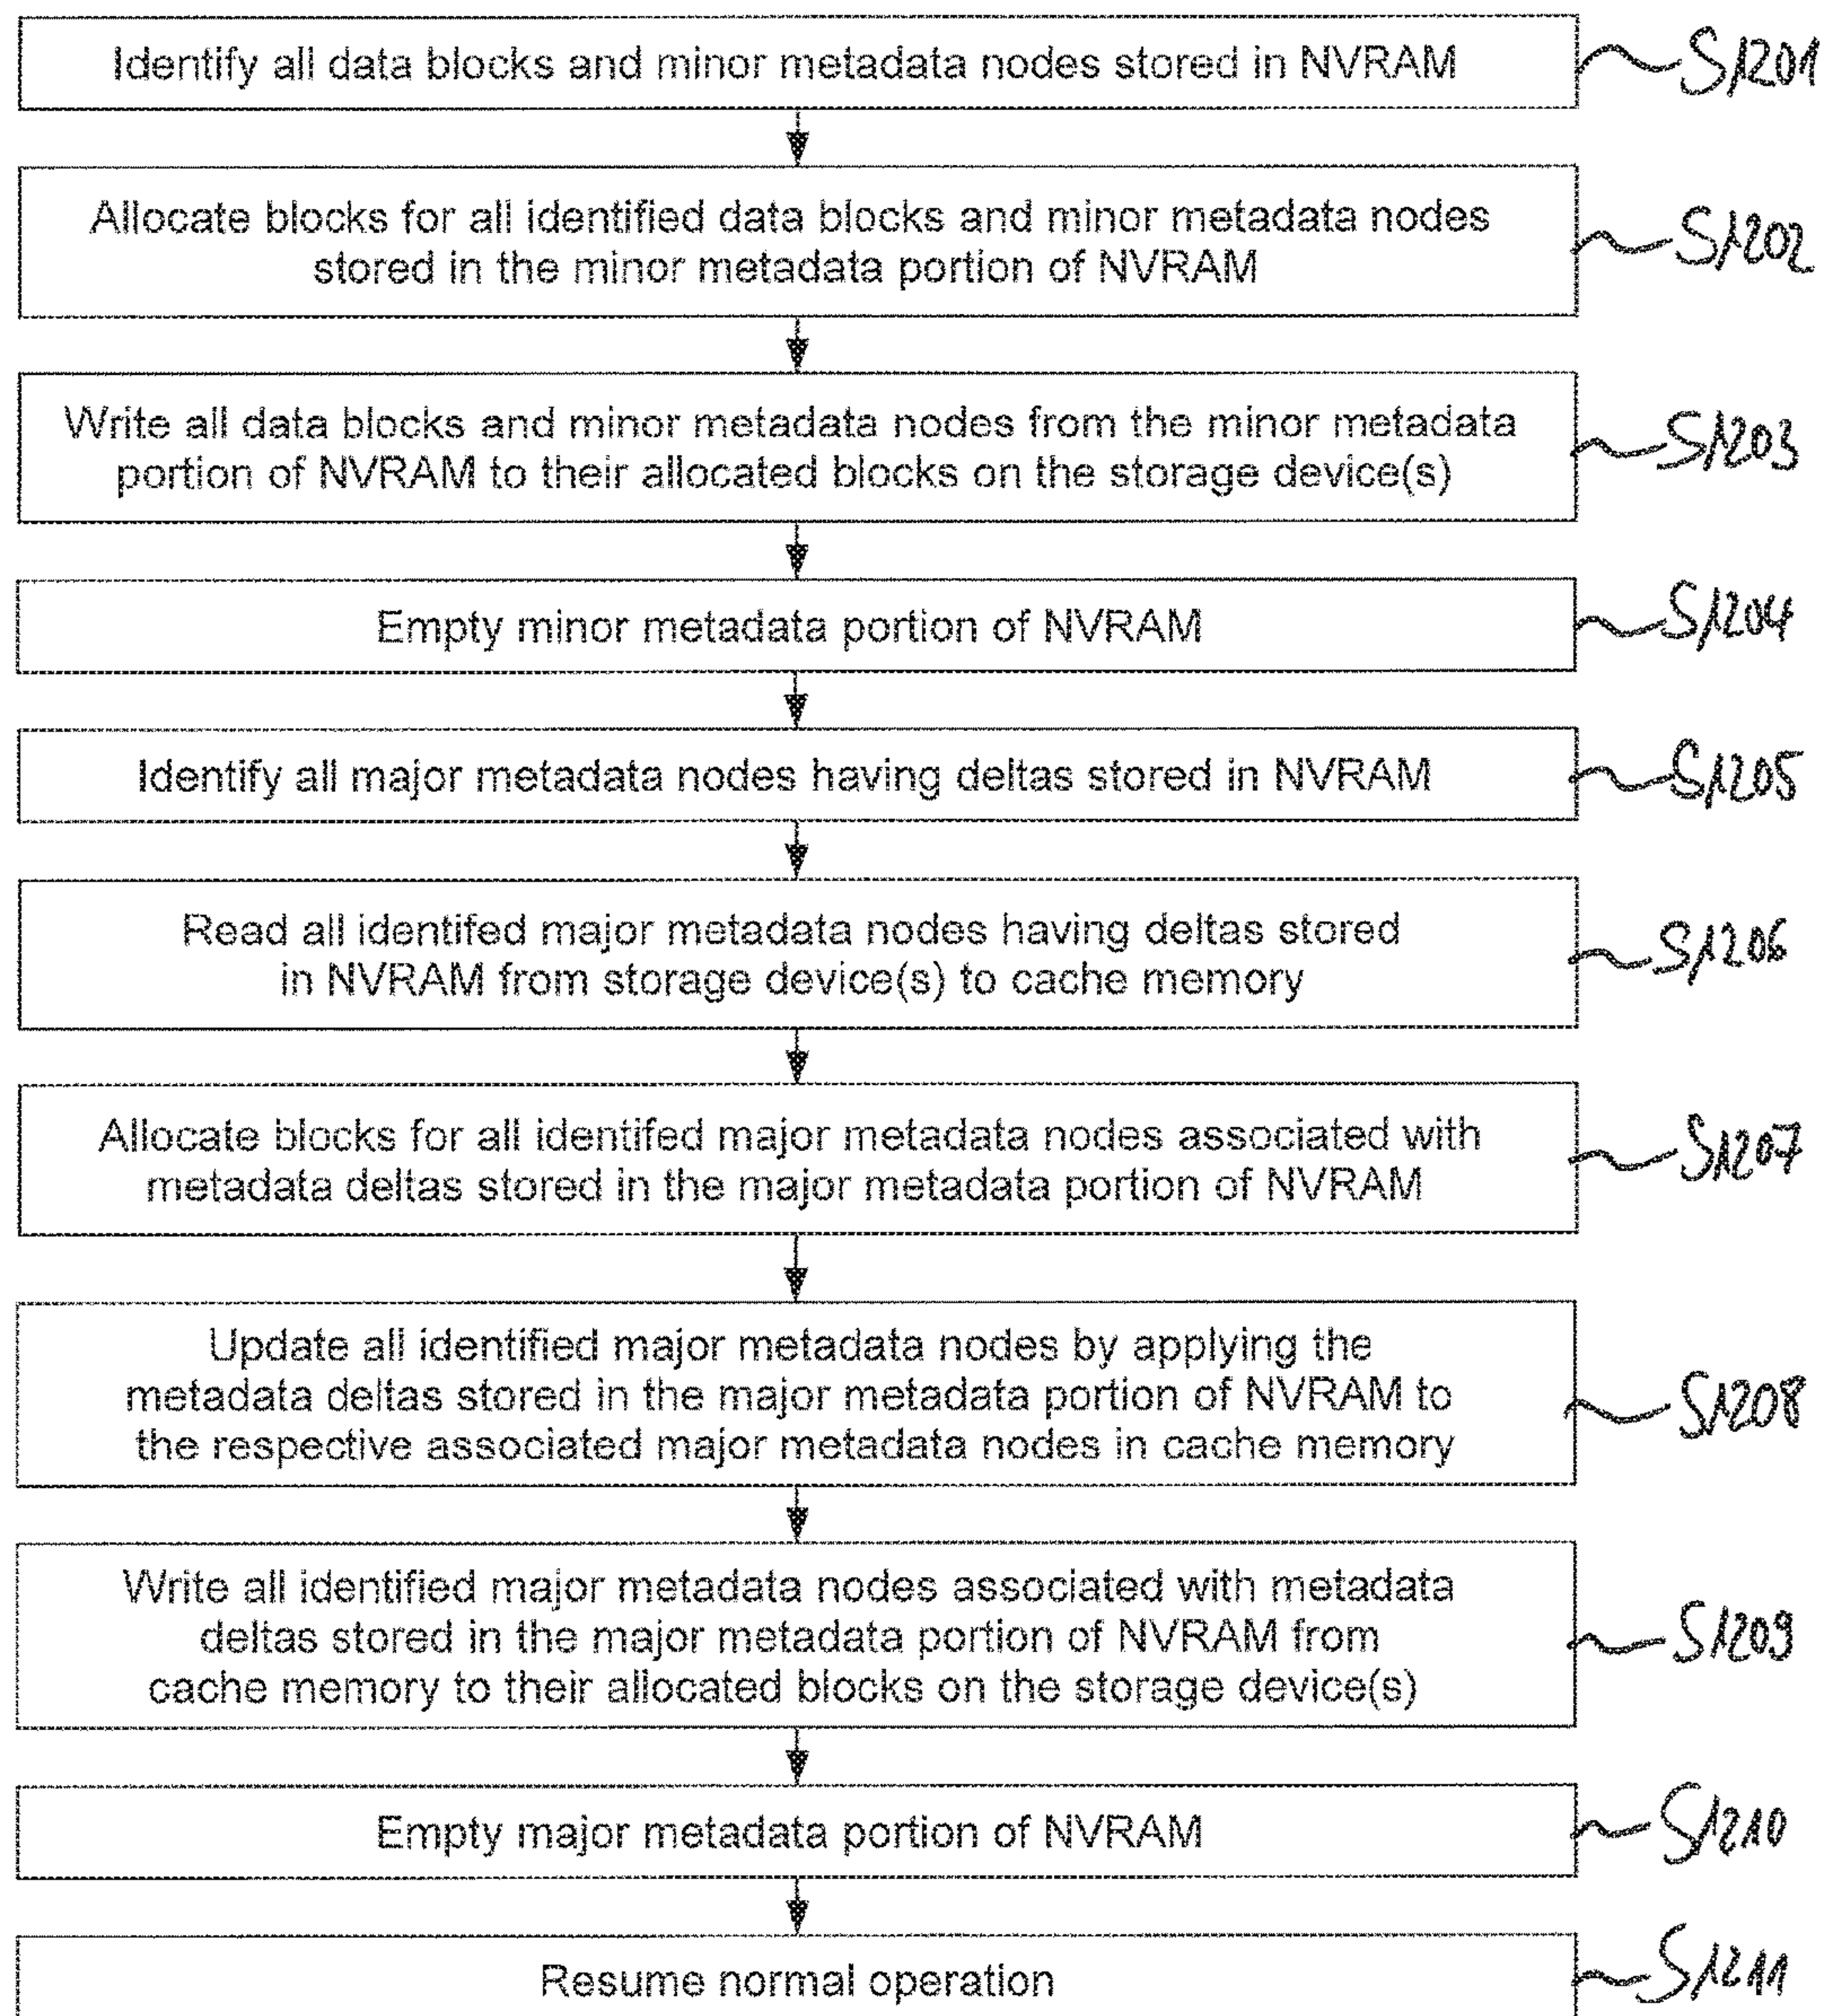 Identify all data blocks and minor metadata nodes stored in NVRAM
S1201
Allocate blocks for all identified data blocks and minor metadata nodes
stored in the minor metadata portion of NVRAM
S1202
Write all data blocks and minor metadata nodes from the minor metadata
portion of NVRAM to their allocated blocks on the storage device(s)
S1203
Empty minor metadata portion of NVRAM
S1204
Identify all major metadata nodes having deltas stored in NVRAM
S1205
Read all identifed major metadata nodes having deltas stored
in NVRAM from storage device(s) to cache memory
S1206
Allocate blocks for all identifed major metadata nodes associated with
metadata deltas stored in the major metadata portion of NVRAM
S1207
Update all identified major metadata nodes by applying the
metadata deltas stored in the major metadata portion of NVRAM to
the respective associated major metadata nodes in cache memory
S1208
Write all identified major metadata nodes associated with metadata
deltas stored in the major metadata portion of NVRAM from
cache memory to their allocated blocks on the storage device(s)
S1209
Empty major metadata portion of NVRAM
S1210
Resume normal operation
S1211